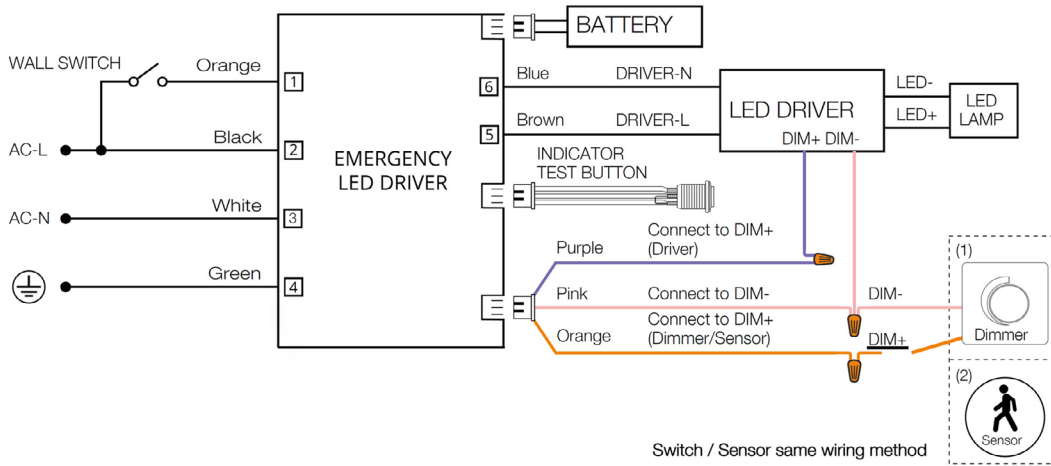 BATTERY
WALL SWITCH
Orange
1
6
Blue
DRIVER-N
LED DRIVER
LED-
LED+
LED
LAMP
AC-L
Black
2
5
Brown
DRIVER-L
DIM+ DIM-
EMERGENCY
LED DRIVER
INDICATOR
TEST BUTTON
AC-N
White
3
Green
4
Purple
Connect to DIM+
(Driver)
Pink
Connect to DIM-
DIM-
Orange
Connect to DIM+
(Dimmer/Sensor)
DIM+
(1)
Dimmer
(2)
Sensor
Switch / Sensor same wiring method